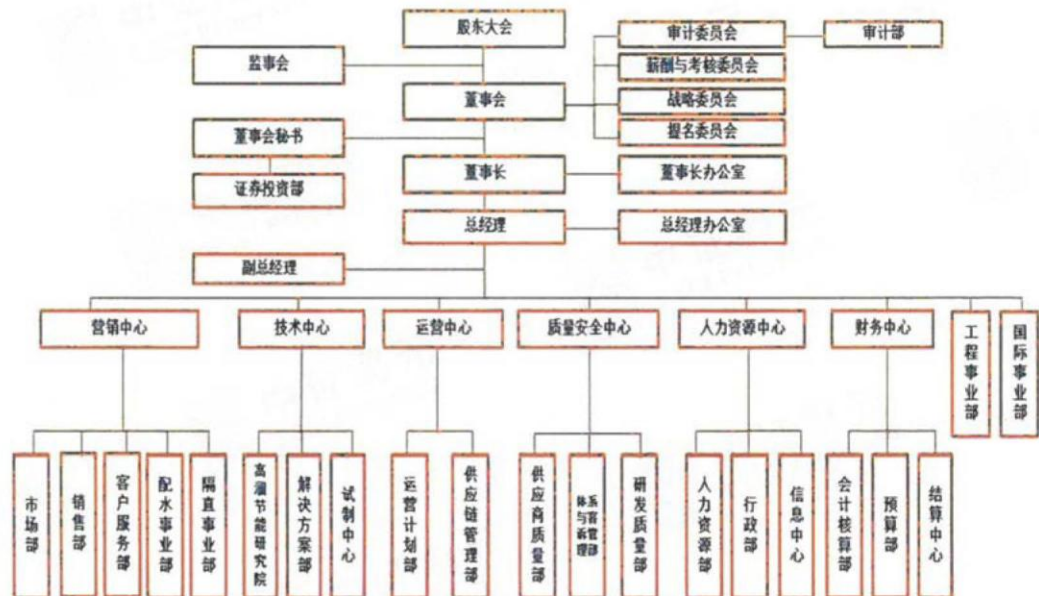 股东大会
审计委员会
审计部
监事会
薪酬与考核委员会
董事会
战略委员会
提名委员会
董事会秘书
证券投资部
董事长
董事长办公室
总经理
总经理办公室
副总经理
营销中心
技术中心
运营中心
质量安全中心
人力资源中心
财务中心
工程事业部
国际事业部
市场部
销售部
客户服务部
配水事业部
隔直事业部
高温节能研究院
解决方案部
试制中心
运营计划部
供应链管理部
供应商质量部
体系与客诉管理部
研发质量部
人力资源部
行政部
信息中心
会计核算部
预算部
结算中心